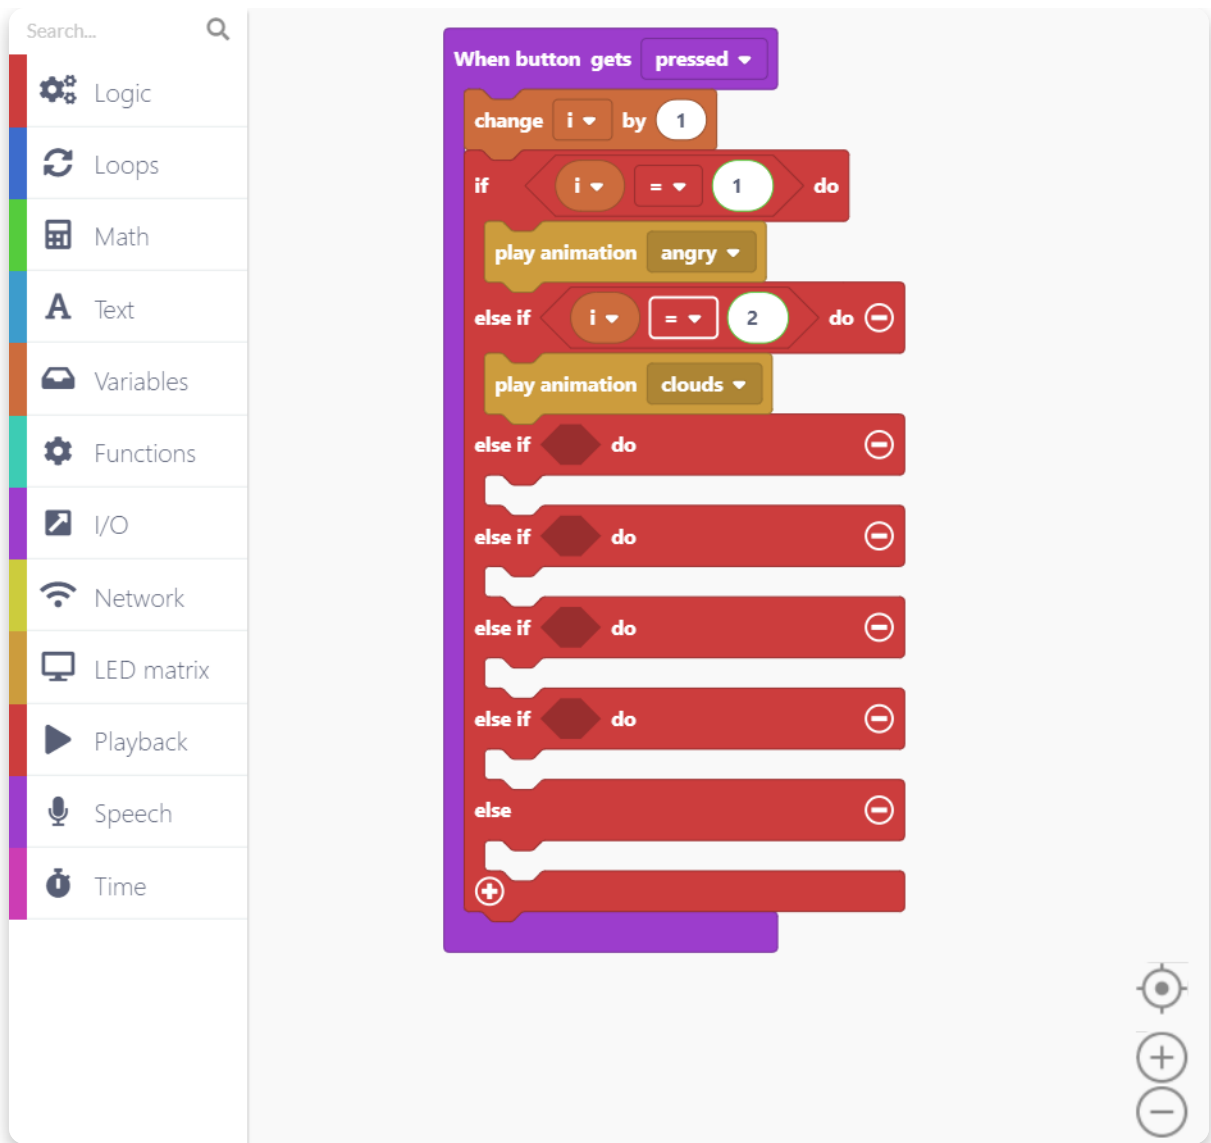 Search...
Logic
Loops
Math
Text
Variables
Functions
I/O
Network
LED matrix
Playback
Speech
Time
When button gets pressed
change i by 1
if i = 1 do
play animation angry
else if i = 2 do
play animation clouds
else if do
else if do
else if do
else if do
else